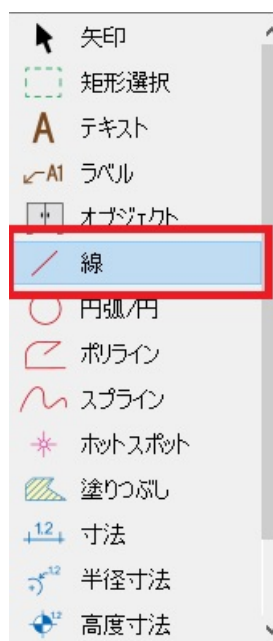 矢印
矩形選択
A テキスト
A1 ラベル
オブジェクト
線
円弧/円
ポリライン
スプライン
ホットスポット
塗りつぶし
1.2 寸法
12 半径寸法
12 高度寸法